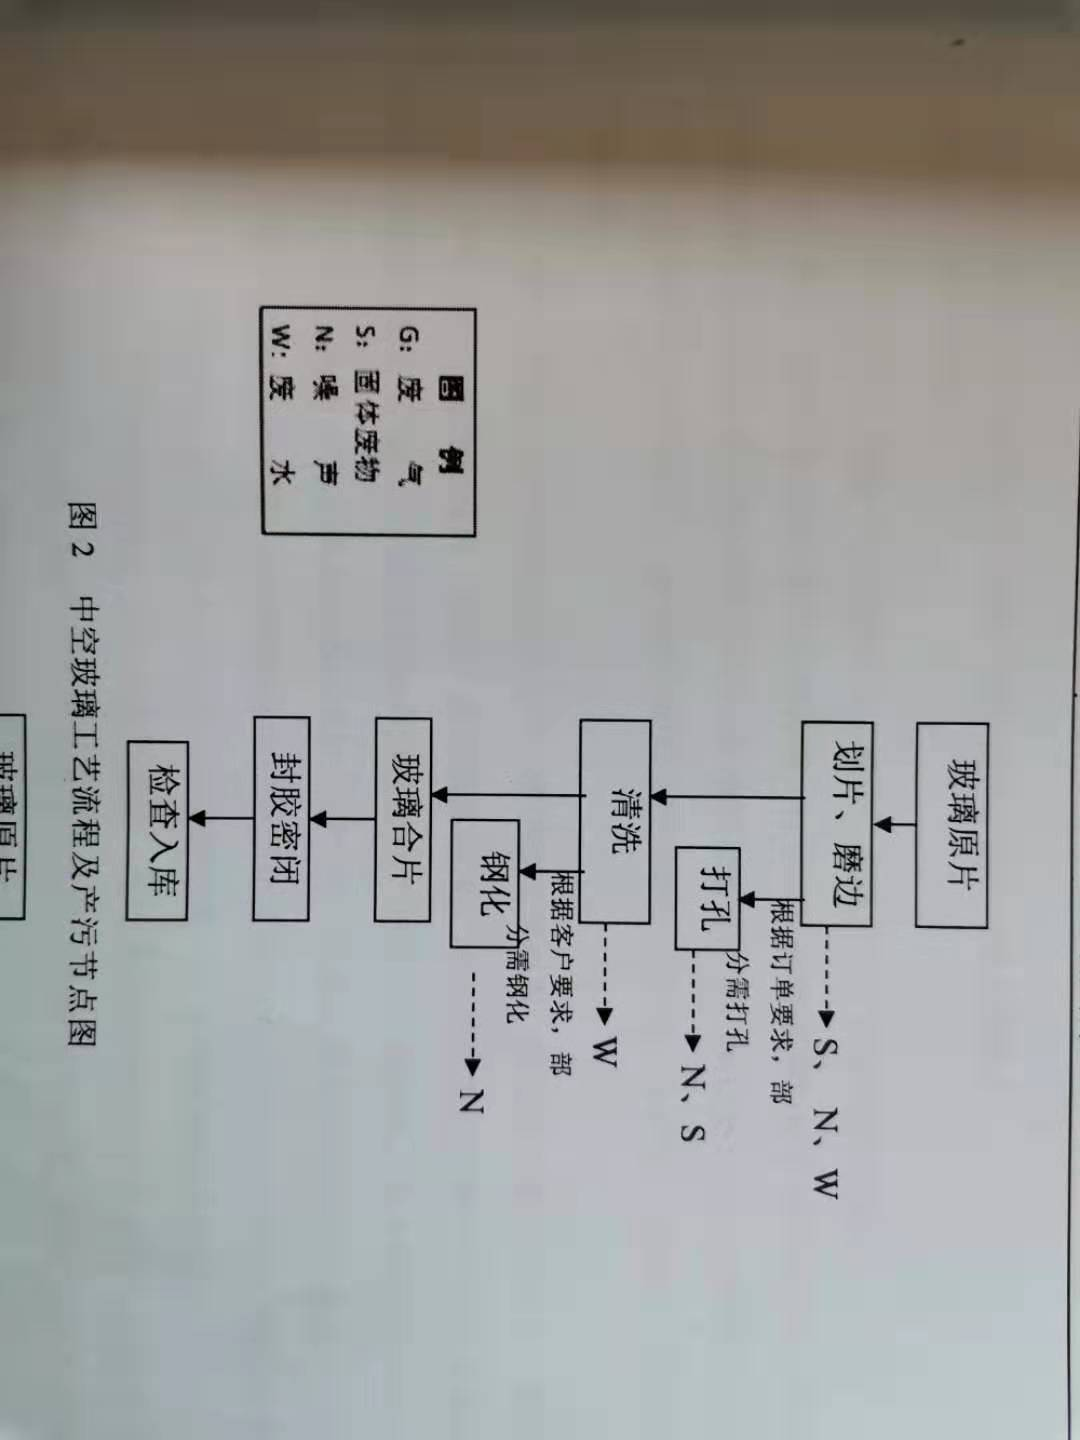 玻璃原片
划片、磨边
S、N、W
根据订单要求，部
分需打孔
打孔
N、S
清洗
W
根据客户要求，部
分需钢化
钢化
N
玻璃合片
封胶密闭
检查入库
图 例
G: 废 气
S: 固体废物
N: 噪 声
W: 废 水
图 2 中空玻璃工艺流程及产污节点图
玻璃原片